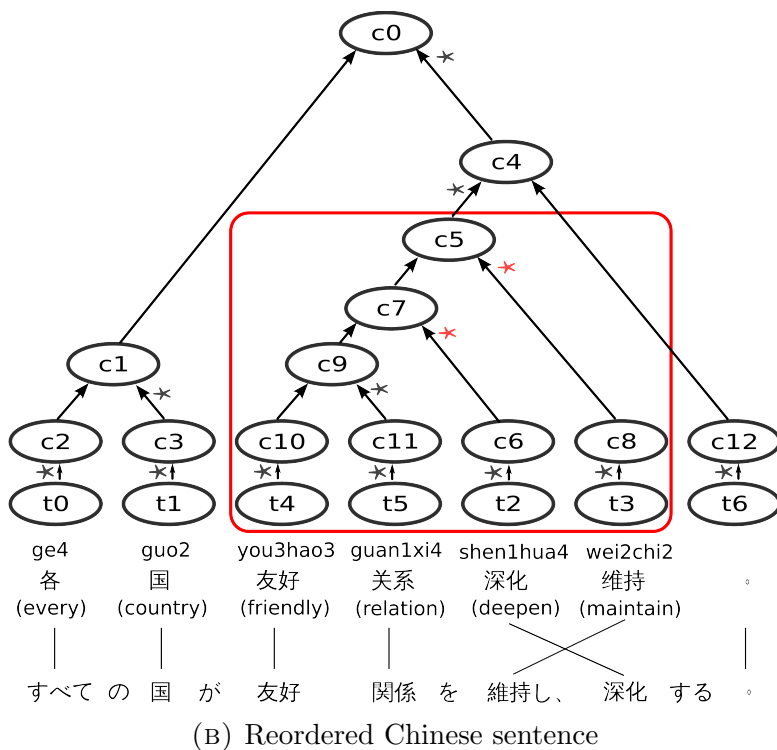 c0
c4
c5
c7
c1 c9
c2 c3 c10 c11 c6 c8 c12
t0 t1 t4 t5 t2 t3 t6
ge4 guo2 you3hao3 guan1xi4 shen1hua4 wei2chi2
各 国 友好 关系 深化 维持 。
(every) (country) (friendly) (relation) (deepen) (maintain)
すべて の 国 が 友好 関係 を 維持し、 深化 する 。
(B) Reordered Chinese sentence